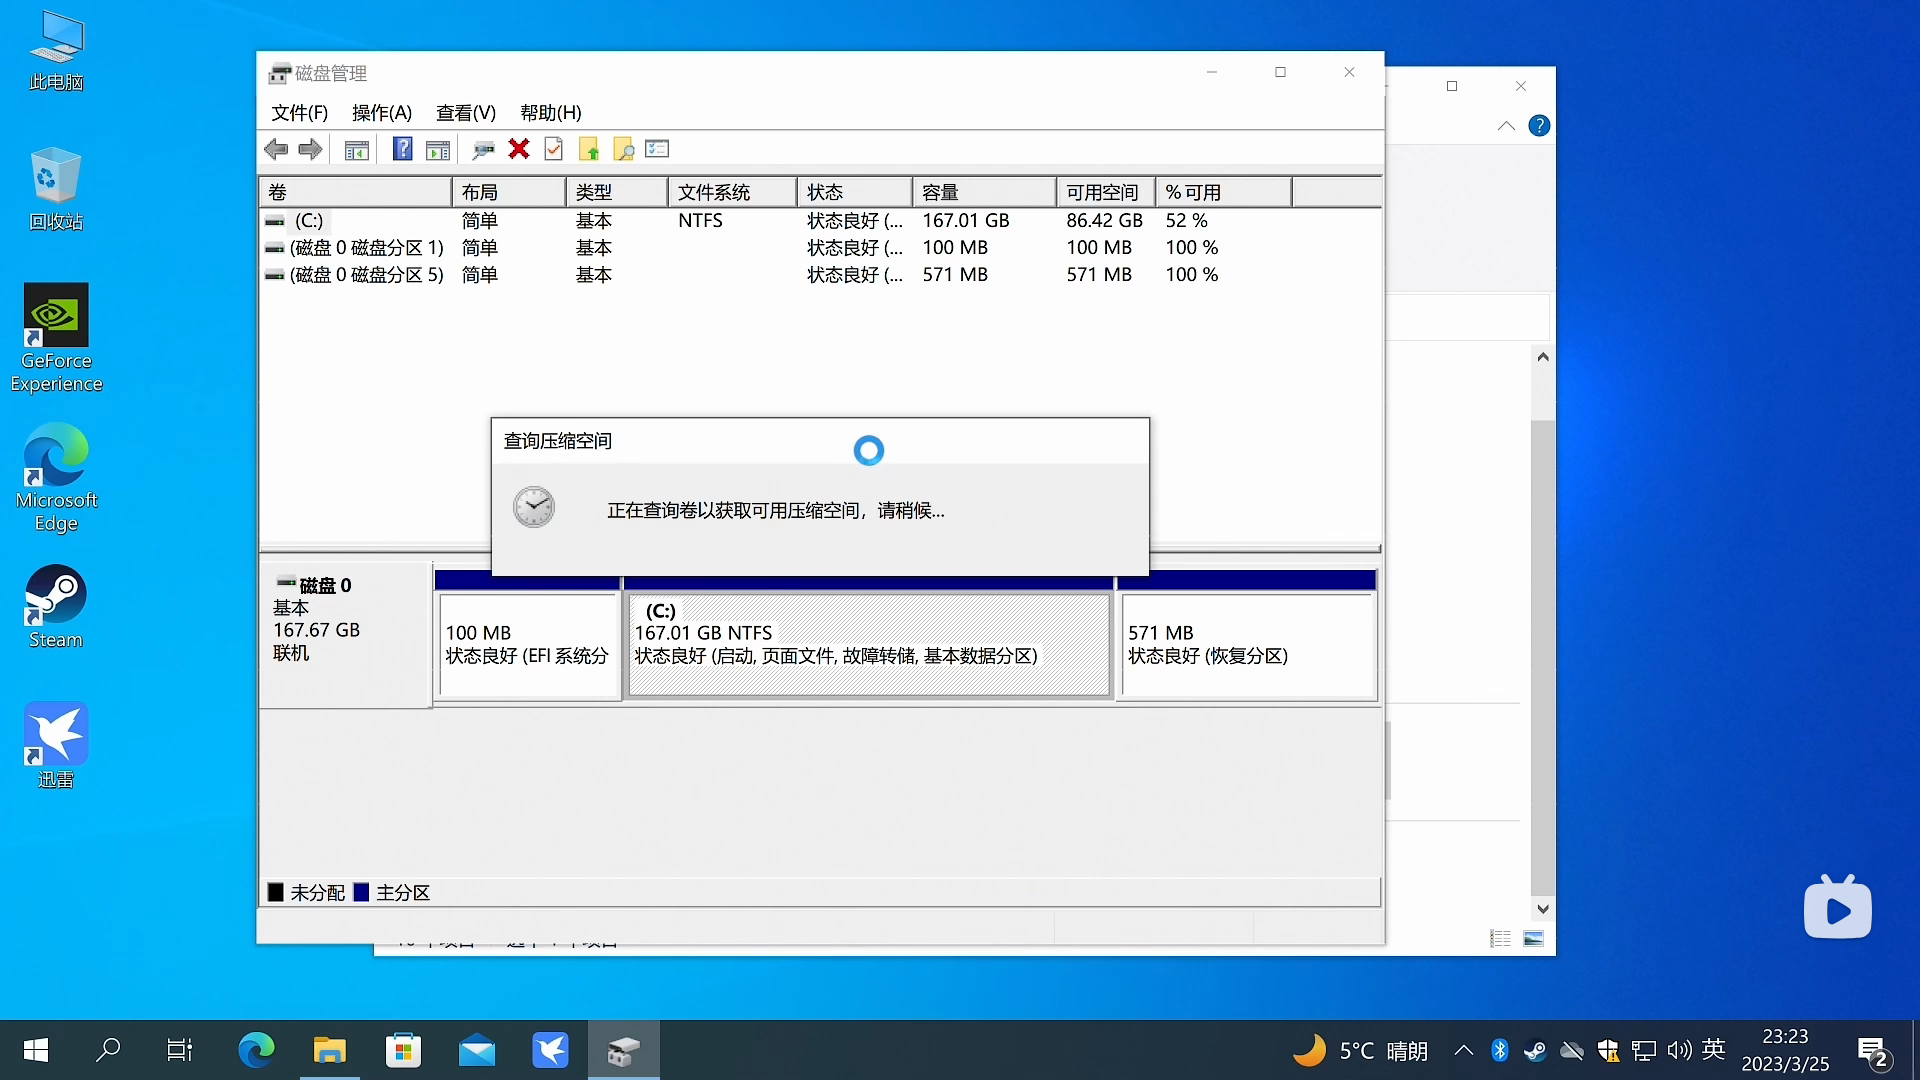 此电脑
回收站
GeForce
Experience
Microsoft
Edge
Steam
迅雷
磁盘管理
文件(F) 操作(A) 查看(V) 帮助(H)
卷 布局 类型 文件系统 状态 容量 可用空间 % 可用
(C:) 简单 基本 NTFS 状态良好 (... 167.01 GB 86.42 GB 52 %
(磁盘 0 磁盘分区 1) 简单 基本 状态良好 (... 100 MB 100 MB 100 %
(磁盘 0 磁盘分区 5) 简单 基本 状态良好 (... 571 MB 571 MB 100 %
查询压缩空间
正在查询卷以获取可用压缩空间，请稍候...
磁盘 0
基本
167.67 GB
联机
100 MB
状态良好 (EFI 系统分
(C:)
167.01 GB NTFS
状态良好 (启动, 页面文件, 故障转储, 基本数据分区)
571 MB
状态良好 (恢复分区)
未分配 主分区
5°C 晴朗
英
23:23
2023/3/25
2